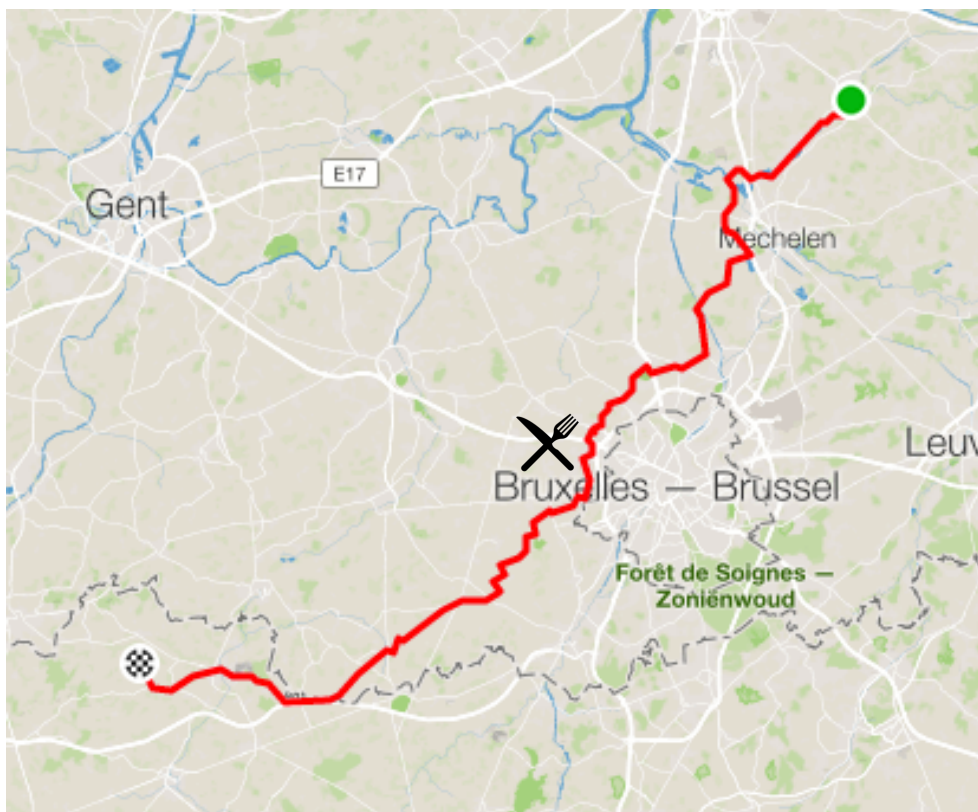 E17
Gent
Mechelen
Leuv
Bruxelles — Brussel
Forêt de Soignes —
Zoniënwoud